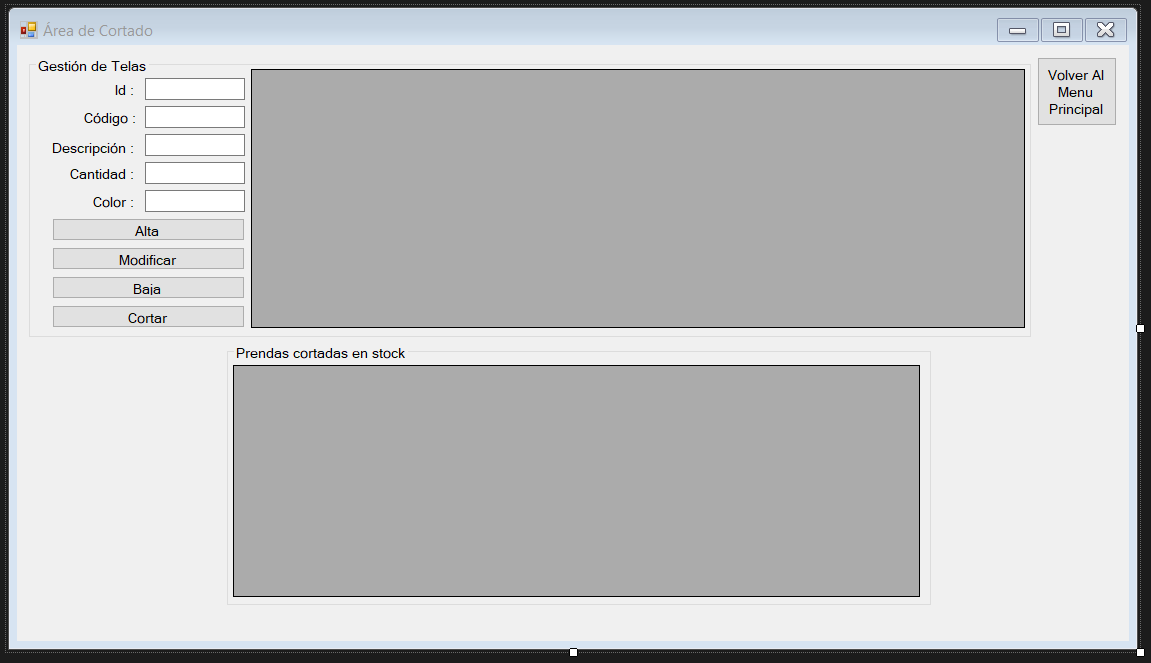 Área de Cortado
Gestión de Telas
Id :
Código :
Descripción :
Cantidad :
Color :
Alta
Modificar
Baja
Cortar
Volver Al
Menu
Principal
Prendas cortadas en stock